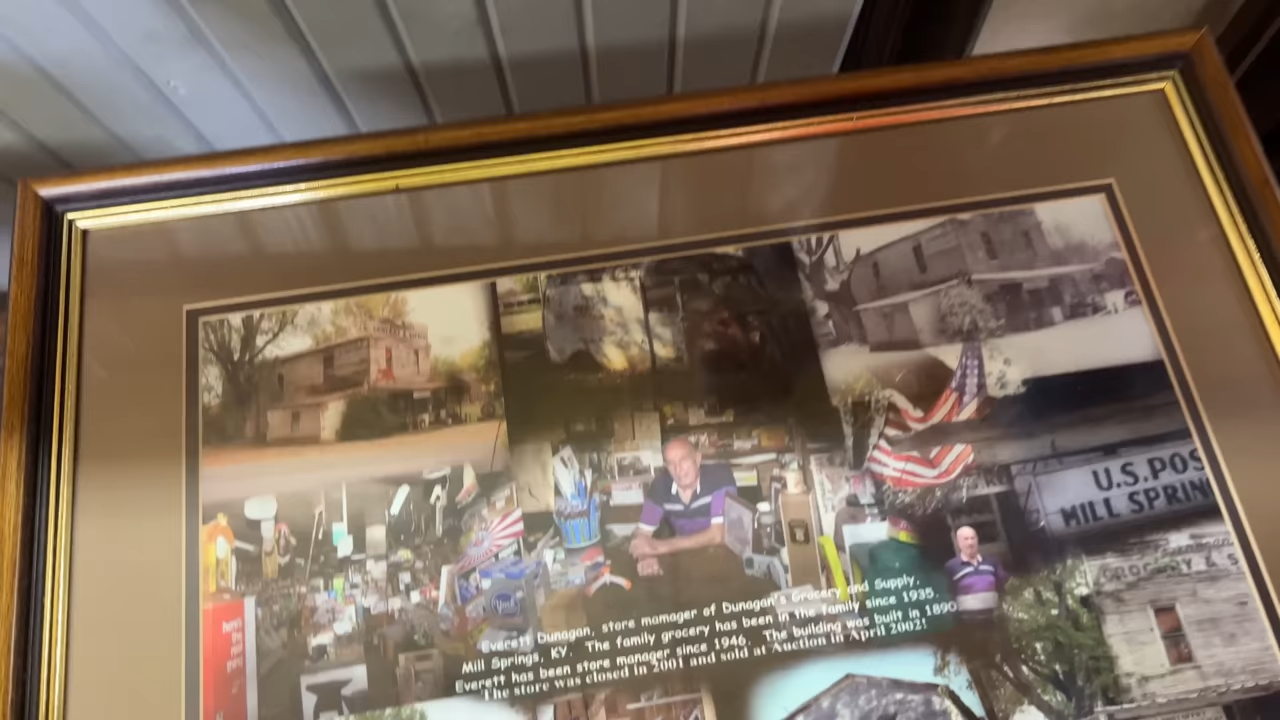 U.S. POS
MILL SPRIN
GROCERY & S
Everett Dunagan, store mamager of Dunagan's Grocery and Supply.
Mill Springs, KY. The family grocery has been in the family since 1935.
Everett has been store manager since 1946. The building was built in 1890
The store was closed in 2001 and sold at Auction in April 2002!